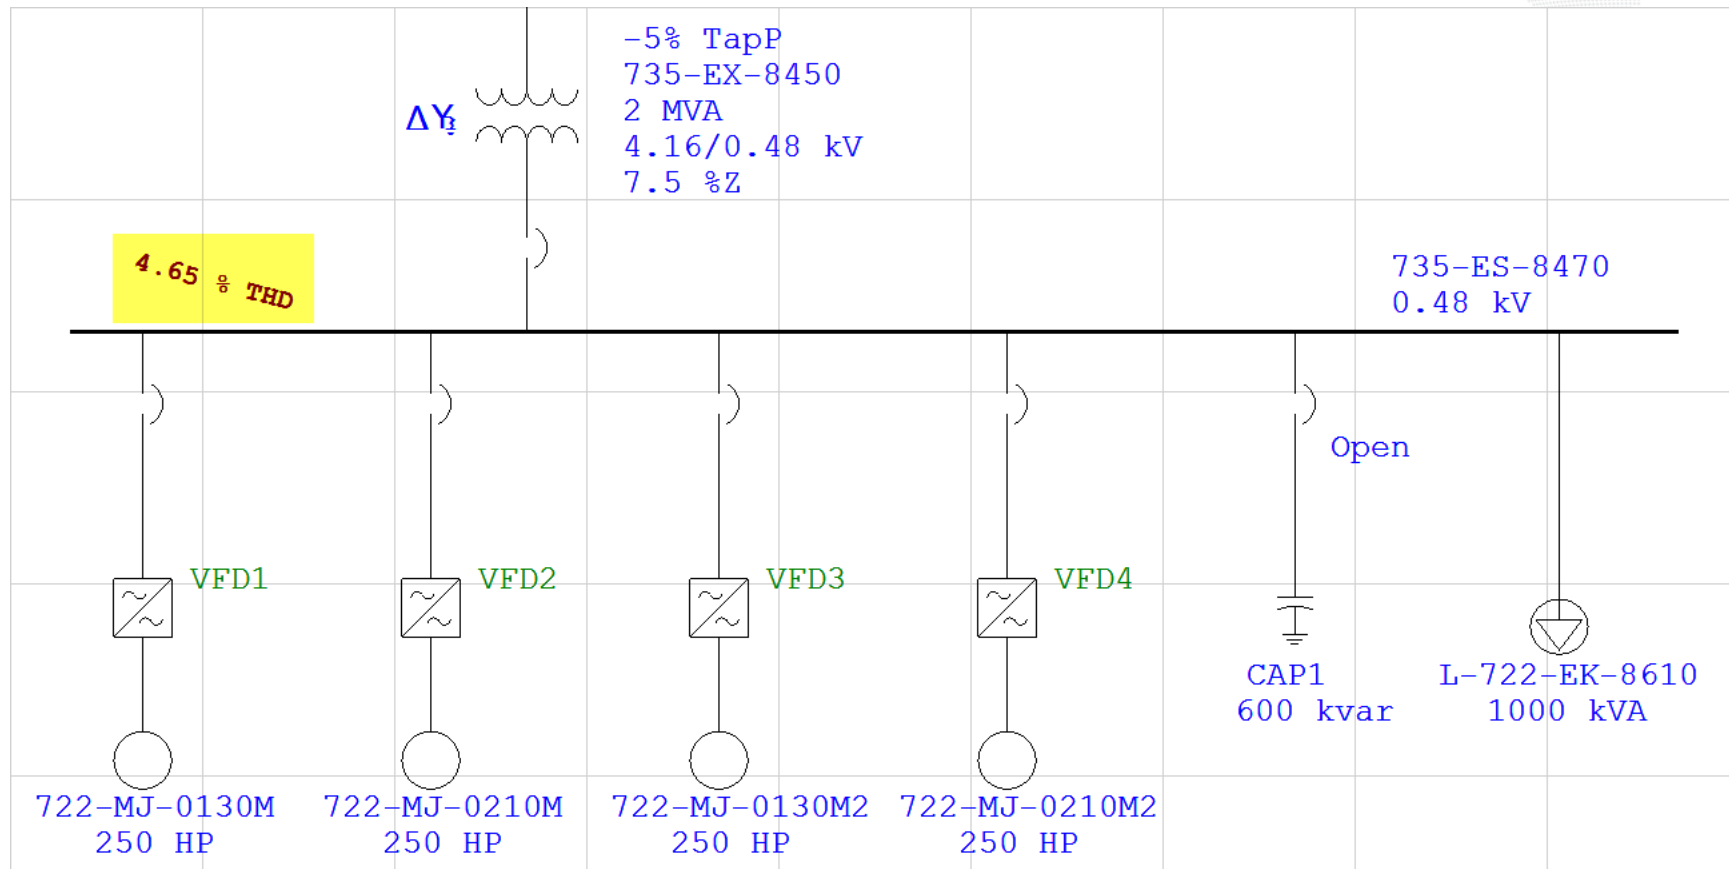 -5% TapP
735-EX-8450
2 MVA
4.16/0.48 kV
7.5 %Z
ΔY
4.65 % THD
735-ES-8470
0.48 kV
Open
VFD1
VFD2
VFD3
VFD4
CAP1
600 kvar
L-722-EK-8610
1000 kVA
722-MJ-0130M
250 HP
722-MJ-0210M
250 HP
722-MJ-0130M2
250 HP
722-MJ-0210M2
250 HP